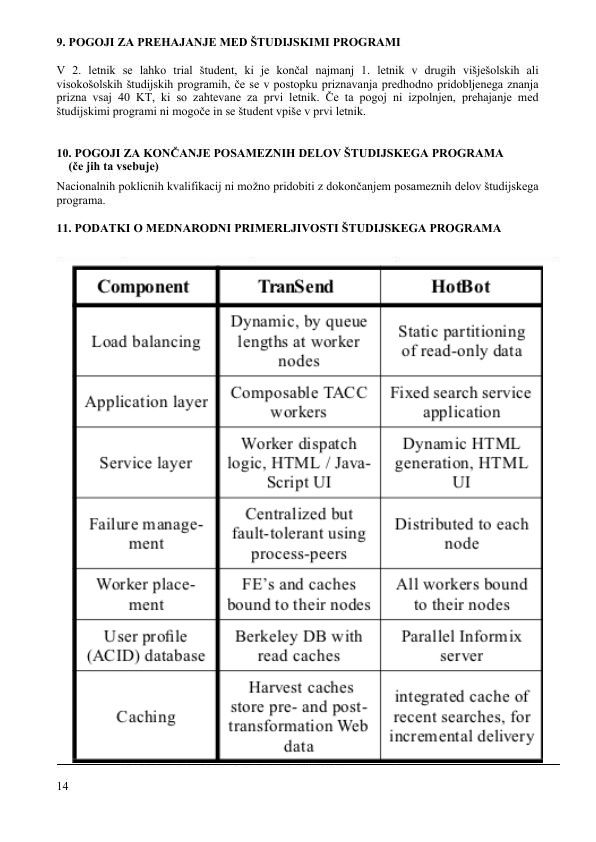 9. POGOJI ZA PREHAJANJE MED ŠTUDIJSKIMI PROGRAMI
V 2. letnik se lahko trial študent, ki je končal najmanj 1. letnik v drugih višješolskih ali
visokošolskih študijskih programih, če se v postopku priznavanja predhodno pridobljenega znanja
prizna vsaj 40 KT, ki so zahtevane za prvi letnik. Če ta pogoj ni izpolnjen, prehajanje med
študijskimi programi ni mogoče in se študent vpiše v prvi letnik.
10. POGOJI ZA KONČANJE POSAMEZNIH DELOV ŠTUDIJSKEGA PROGRAMA
(če jih ta vsebuje)
Nacionalnih poklicnih kvalifikacij ni možno pridobiti z dokončanjem posameznih delov študijskega
programa.
11. PODATKI O MEDNARODNI PRIMERLJIVOSTI ŠTUDIJSKEGA PROGRAMA
Component TranSend HotBot
Load balancing
Dynamic, by queue
lengths at worker
nodes
Static partitioning
of read-only data
Application layer
Composable TACC
workers
Fixed search service
application
Service layer
Worker dispatch
logic, HTML / Java-
Script UI
Dynamic HTML
generation, HTML
UI
Failure manage-
ment
Centralized but
fault-tolerant using
process-peers
Distributed to each
node
Worker place-
ment
FE's and caches
bound to their nodes
All workers bound
to their nodes
User profile
(ACID) database
Berkeley DB with
read caches
Parallel Informix
server
Caching
Harvest caches
store pre- and post-
transformation Web
data
integrated cache of
recent searches, for
incremental delivery
14